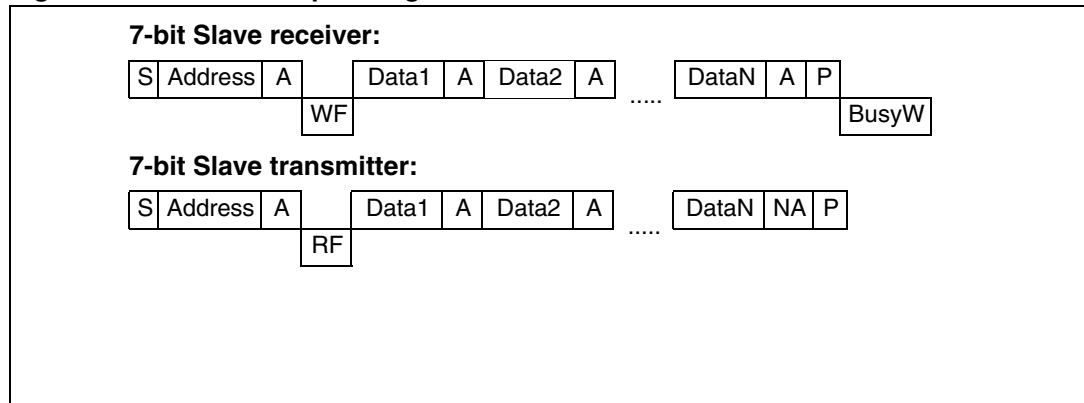 7-bit Slave receiver:
S Address A Data1 A Data2 A ..... DataN A P
WF BusyW
7-bit Slave transmitter:
S Address A Data1 A Data2 A ..... DataN NA P
RF